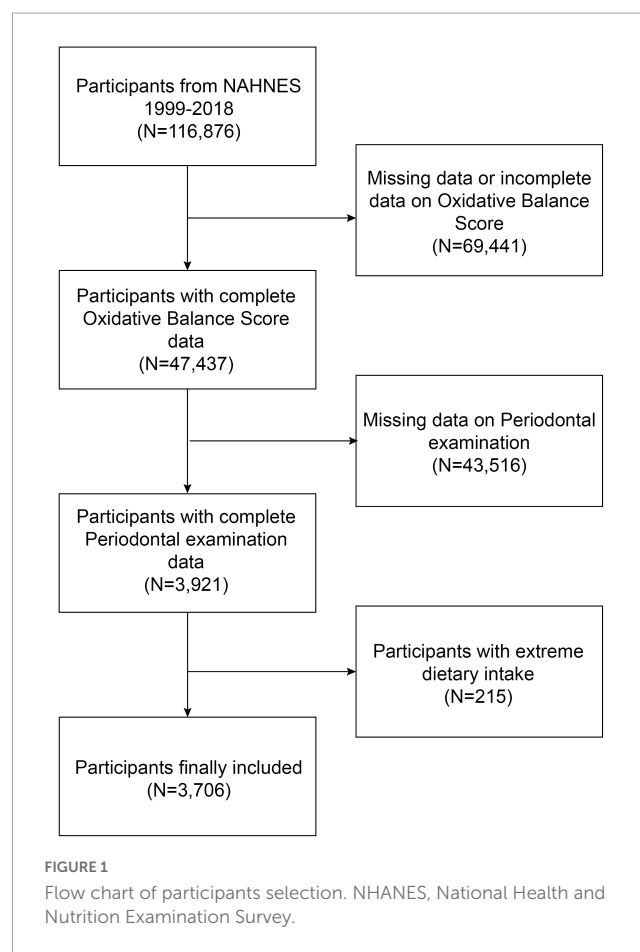 Participants from NAHNES
1999-2018
(N=116,876)
Missing data or incomplete
data on Oxidative Balance
Score
(N=69,441)
Participants with complete
Oxidative Balance Score
data
(N=47,437)
Missing data on Periodontal
examination
(N=43,516)
Participants with complete
Periodontal examination
data
(N=3,921)
Participants with extreme
dietary intake
(N=215)
Participants finally included
(N=3,706)
FIGURE 1
Flow chart of participants selection. NHANES, National Health and
Nutrition Examination Survey.